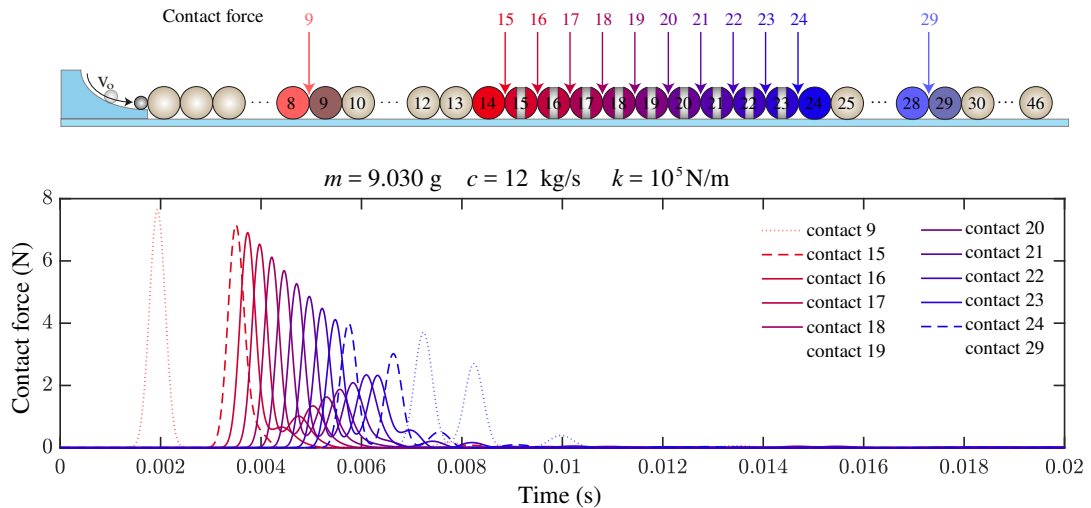 Contact force 9 15 16 17 18 19 20 21 22 23 24 29
Vo
8 9 10 ... 12 13 14 15 16 17 18 19 20 21 22 23 24 25 ... 28 29 30 ... 46
m = 9.030 g c = 12 kg/s k = 10⁵ N/m
8
6
4
2
0
Contact force (N)
contact 9
contact 15
contact 16
contact 17
contact 18
contact 19
contact 20
contact 21
contact 22
contact 23
contact 24
contact 29
0 0.002 0.004 0.006 0.008 0.01 0.012 0.014 0.016 0.018 0.02
Time (s)